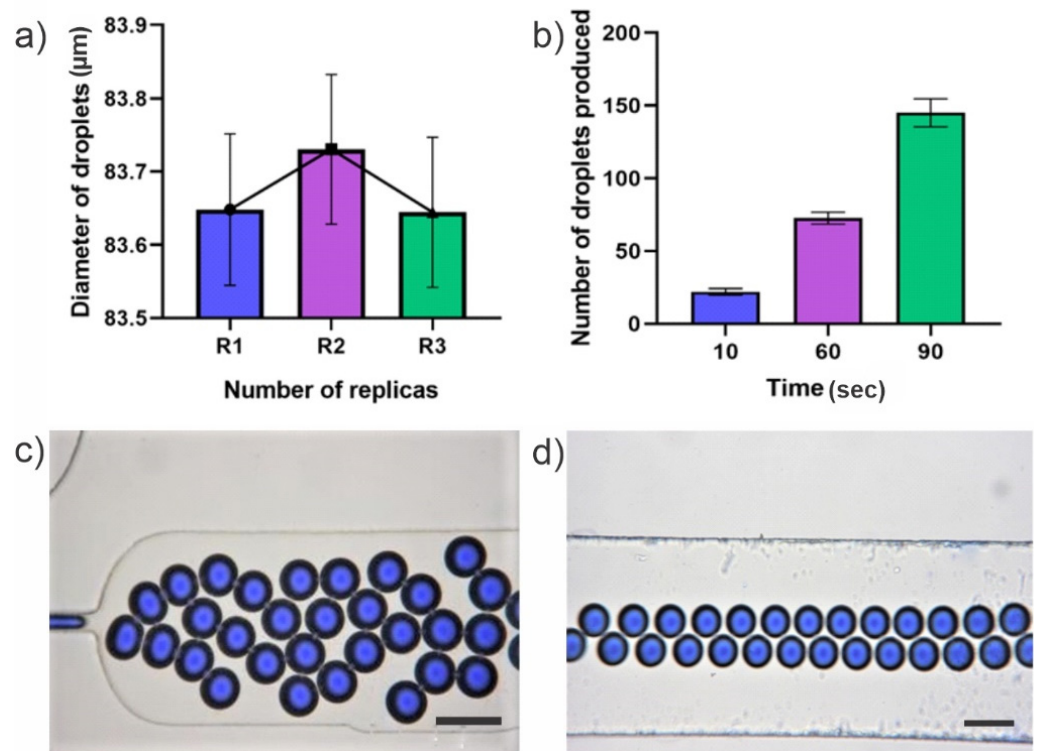 a)
Diameter of droplets (µm)
83.9
83.8
83.7
83.6
83.5
R1 R2 R3
Number of replicas
b)
Number of droplets produced
200
150
100
50
0
10 60 90
Time (sec)
c)
d)